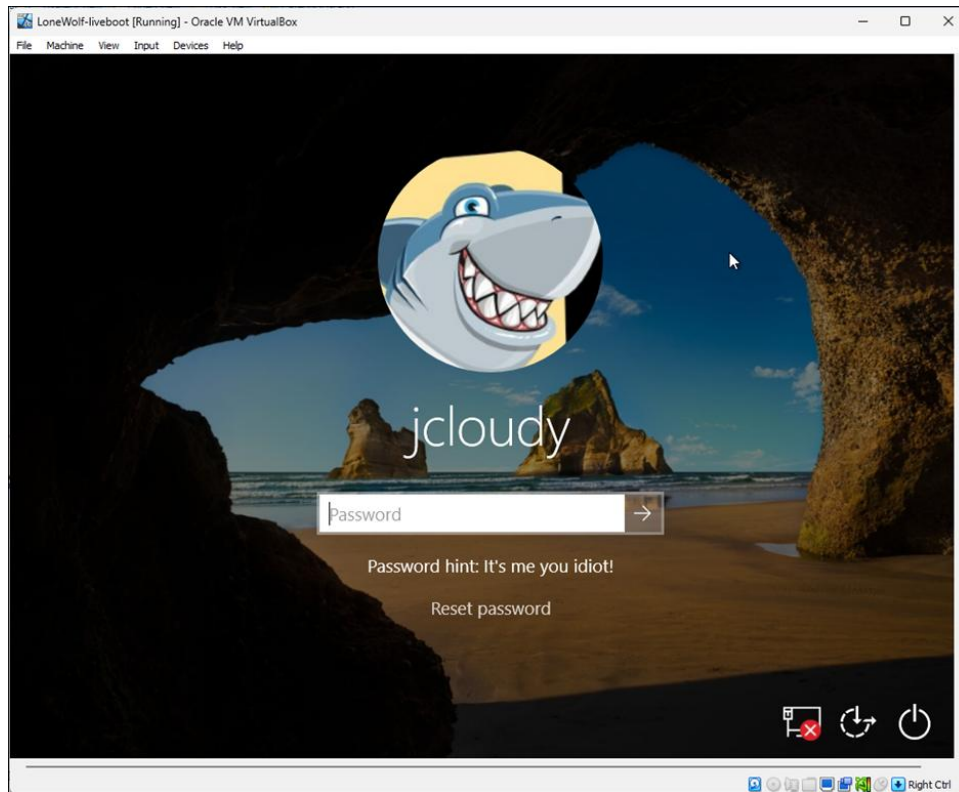 LoneWolf-liveboot [Running] - Oracle VM VirtualBox
File Machine View Input Devices Help
jcloudy
Password
Password hint: It's me you idiot!
Reset password
Right Ctrl